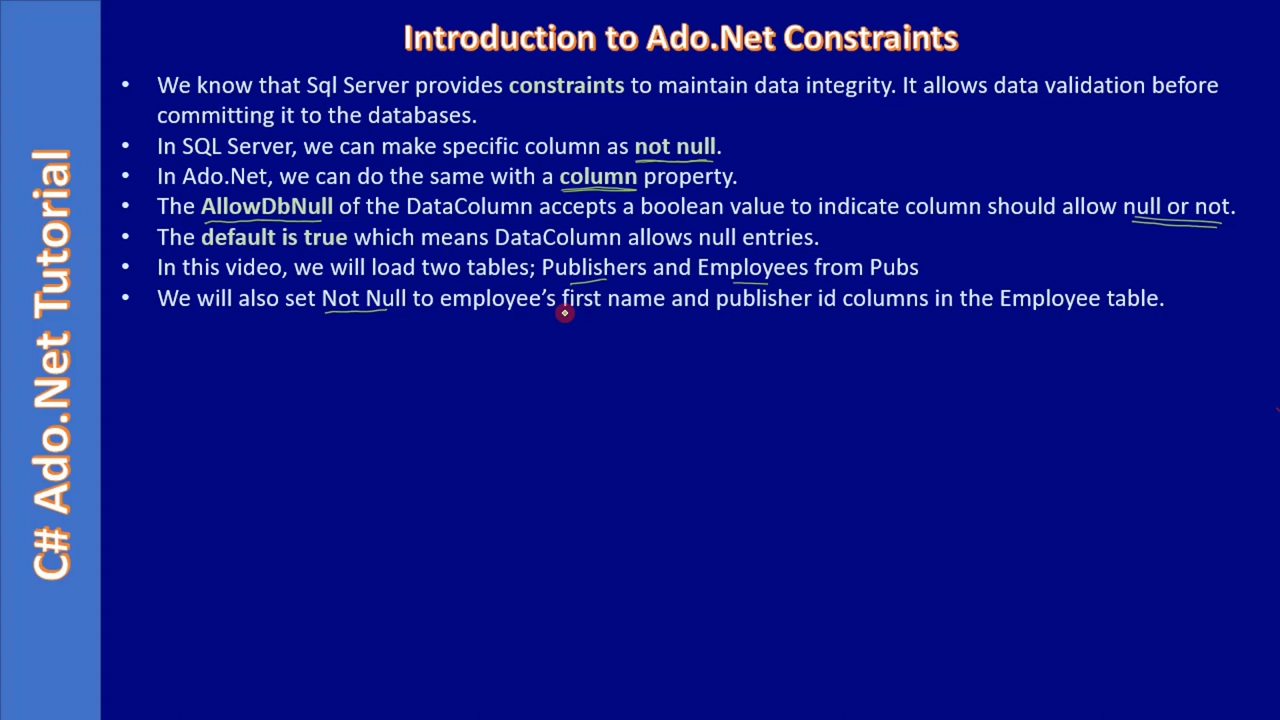 Introduction to Ado.Net Constraints
• We know that Sql Server provides constraints to maintain data integrity. It allows data validation before
committing it to the databases.
• In SQL Server, we can make specific column as not null.
• In Ado.Net, we can do the same with a column property.
• The AllowDbNull of the DataColumn accepts a boolean value to indicate column should allow null or not.
• The default is true which means DataColumn allows null entries.
• In this video, we will load two tables; Publishers and Employees from Pubs
• We will also set Not Null to employee’s first name and publisher id columns in the Employee table.
C# Ado.Net Tutorial